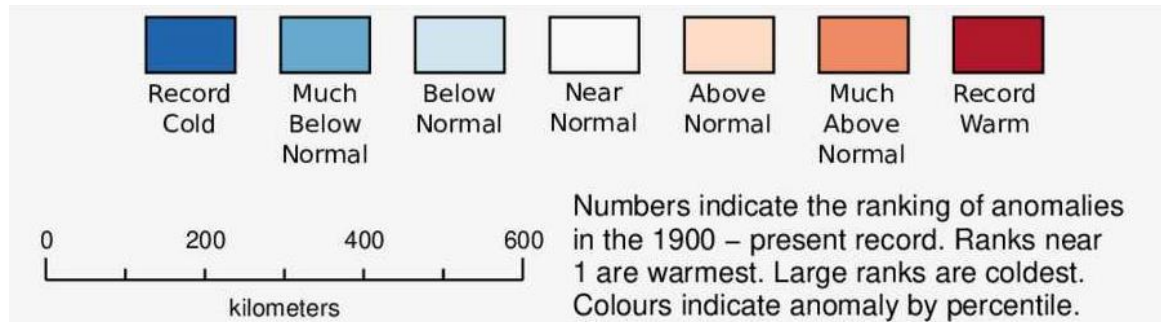 Record Cold
Much Below Normal
Below Normal
Near Normal
Above Normal
Much Above Normal
Record Warm
0 200 400 600
kilometers
Numbers indicate the ranking of anomalies
in the 1900 – present record. Ranks near
1 are warmest. Large ranks are coldest.
Colours indicate anomaly by percentile.